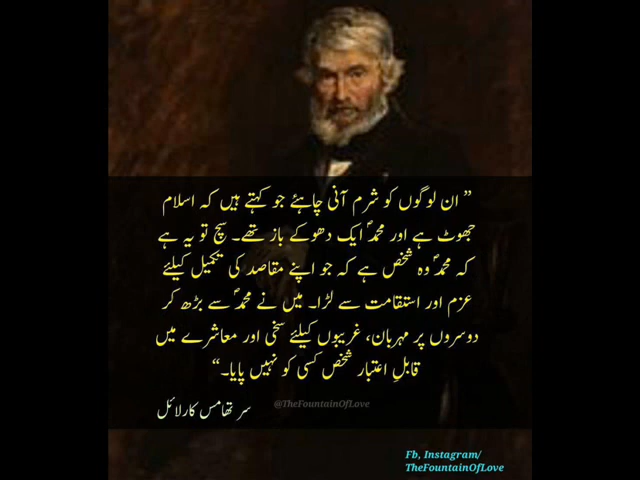 ” ان لوگوں کو شرم آنی چاہئے جو کہتے ہیں کہ اسلام
جھوٹ ہے اور محمدؐ ایک دھوکے باز تھے۔ سچ تو یہ ہے
کہ محمدؐ وہ شخص ہے کہ جو اپنے مقاصد کی تکمیل کیلئے
عزم اور استقامت سے لڑا۔ میں نے محمدؐ سے بڑھ کر
دوسروں پر مہربان، غریبوں کیلئے سخی اور معاشرے میں
قابلِ اعتبار شخص کسی کو نہیں پایا۔“
@TheFountainOfLove
سر تھامس کارلائل
Fb, Instagram/
TheFountainOfLove